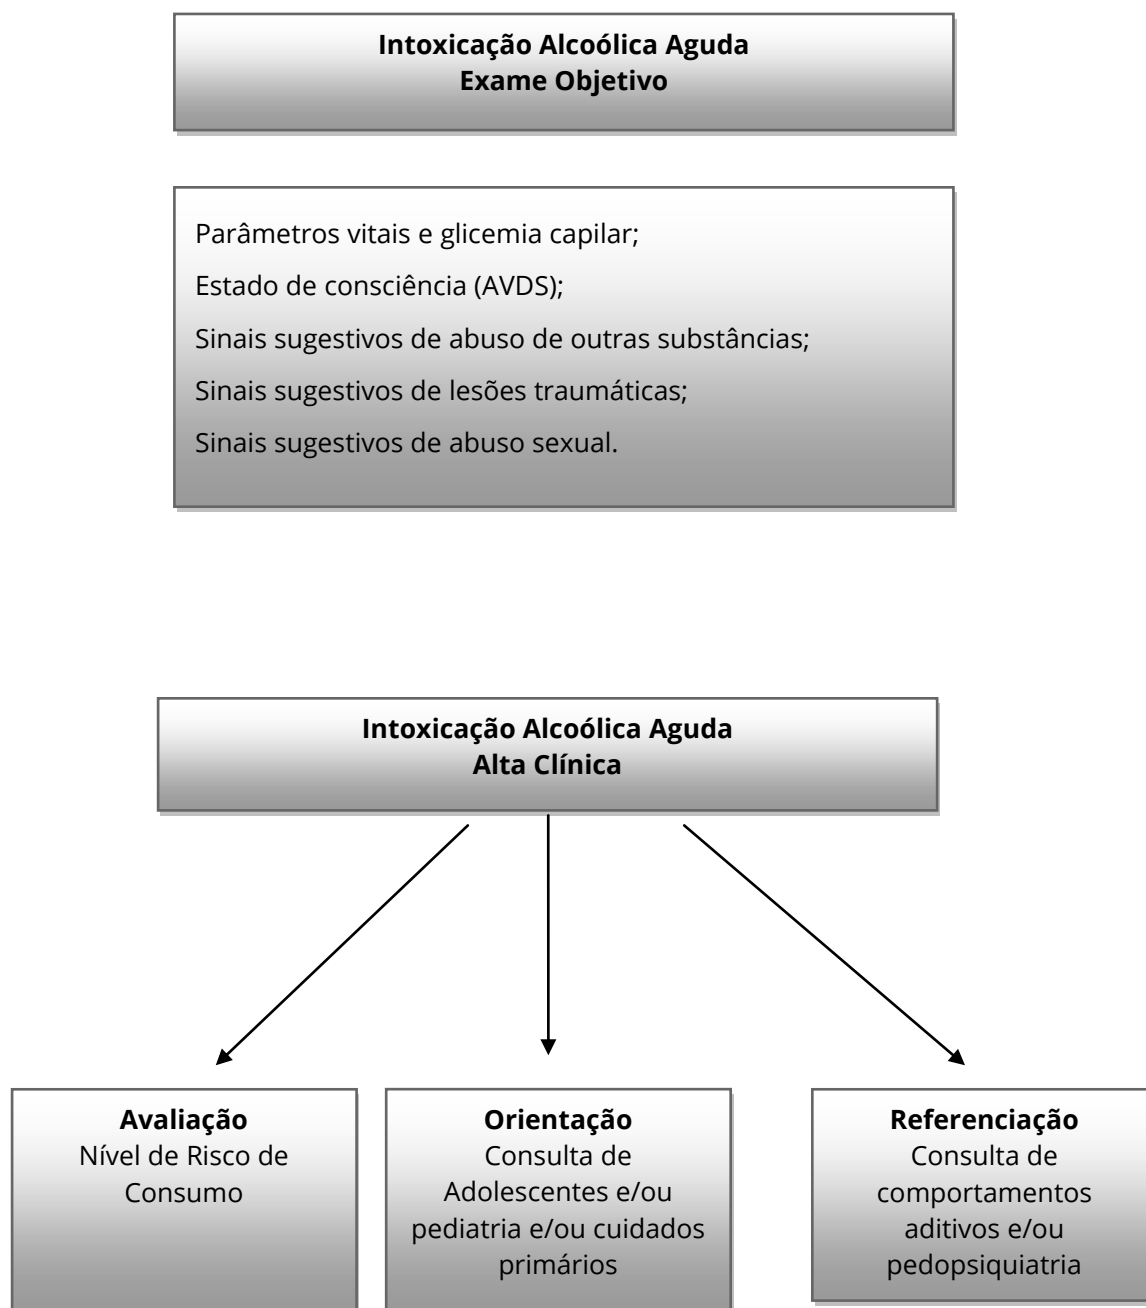 Intoxicação Alcoólica Aguda
Exame Objetivo
Parâmetros vitais e glicemia capilar;
Estado de consciência (AVDS);
Sinais sugestivos de abuso de outras substâncias;
Sinais sugestivos de lesões traumáticas;
Sinais sugestivos de abuso sexual.
Intoxicação Alcoólica Aguda
Alta Clínica
Avaliação
Nível de Risco de
Consumo
Orientação
Consulta de
Adolescentes e/ou
pediatria e/ou cuidados
primários
Referenciação
Consulta de
comportamentos
aditivos e/ou
pedopsiquiatria